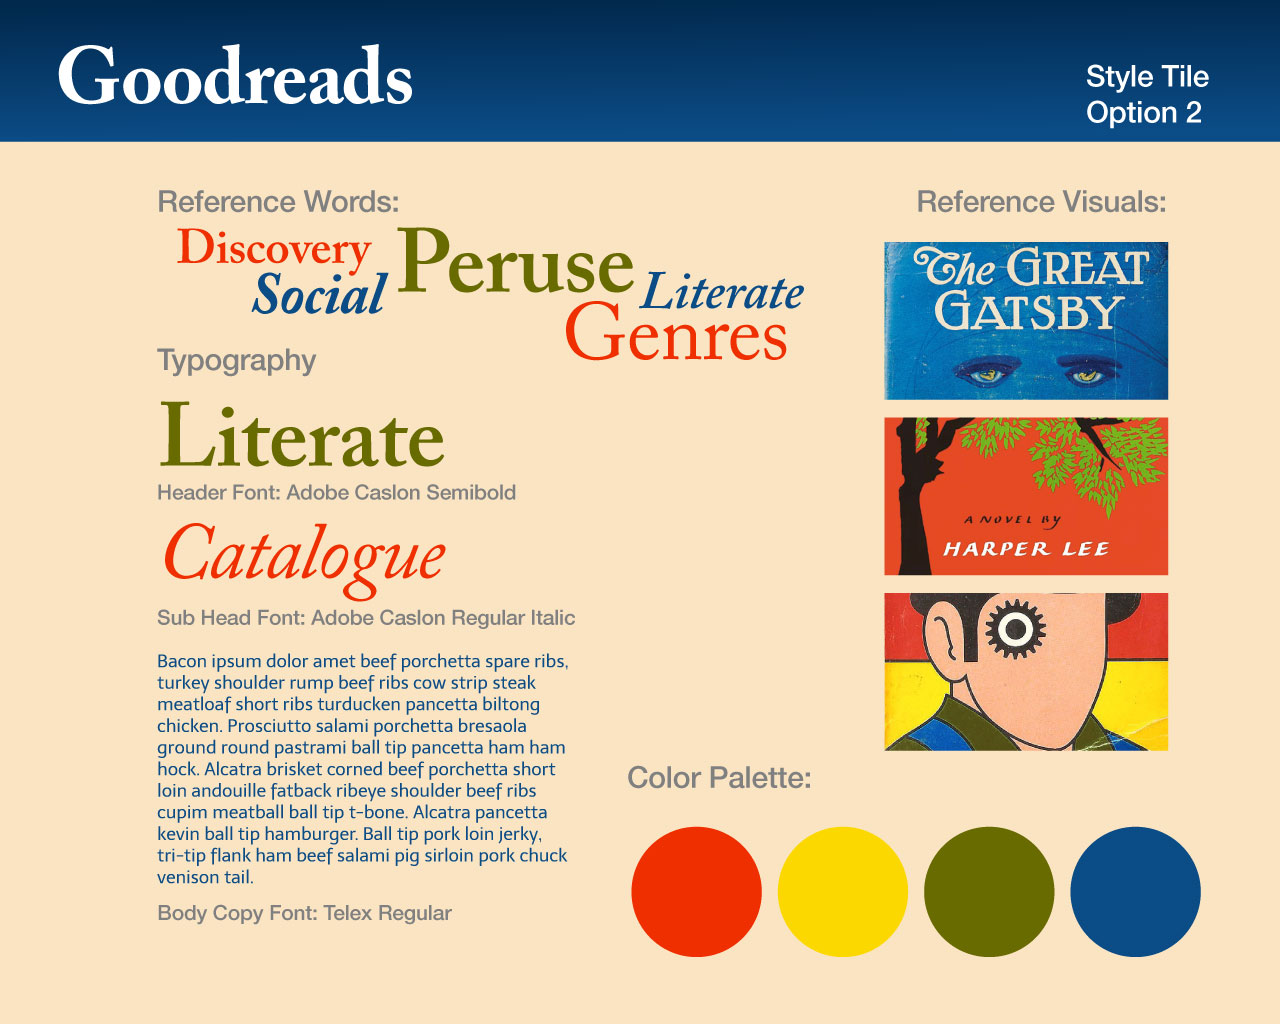 Goodreads
Style Tile
Option 2
Reference Words:
Discovery
Social
Peruse
Literate
Genres
Typography
Literate
Header Font: Adobe Caslon Semibold
Catalogue
Sub Head Font: Adobe Caslon Regular Italic
Bacon ipsum dolor amet beef porchetta spare ribs,
turkey shoulder rump beef ribs cow strip steak
meatloaf short ribs turducken pancetta biltong
chicken. Prosciutto salami porchetta bresaola
ground round pastrami ball tip pancetta ham ham
hock. Alcatra brisket corned beef porchetta short
loin andouille fatback ribeye shoulder beef ribs
cupim meatball ball tip t-bone. Alcatra pancetta
kevin ball tip hamburger. Ball tip pork loin jerky,
tri-tip flank ham beef salami pig sirloin pork chuck
venison tail.
Body Copy Font: Telex Regular
Reference Visuals:
The GREAT
GATSBY
A NOVEL BY
HARPER LEE
Color Palette: